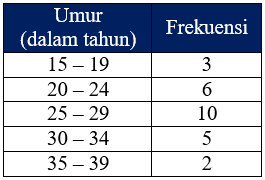 Umur
(dalam tahun)
Frekuensi
15 – 19 3
20 – 24 6
25 – 29 10
30 – 34 5
35 – 39 2